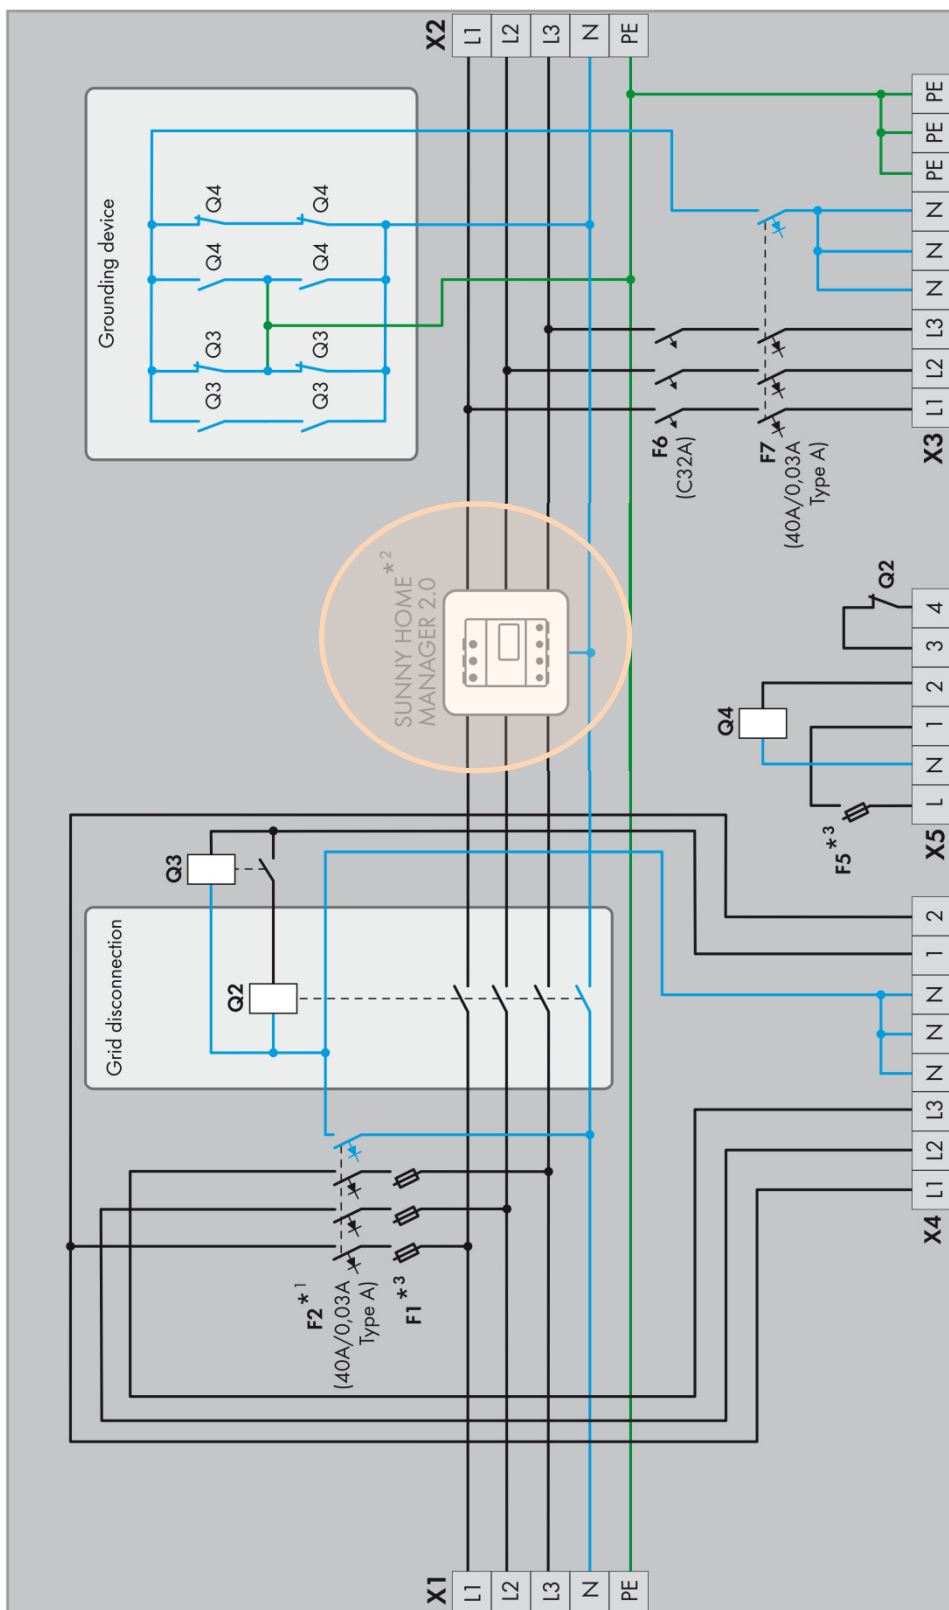 X2
L1
L2
L3
N
PE
Grounding device
Q4
Q4
Q4
Q4
Q3
Q3
Q3
Q3
PE
PE
PE
N
N
N
L3
L2
L1
X3
F6
(C32A)
F7
(40A/0,03A
Type A)
SUNNY HOME
MANAGER 2.0 *2
Q2
4
3
2
1
N
L
X5
Q4
F5 *3
Q3
Grid disconnection
Q2
2
1
N
N
N
L3
L2
L1
X4
F2 *1
(40A/0,03A
Type A)
F1 *3
X1
L1
L2
L3
N
PE